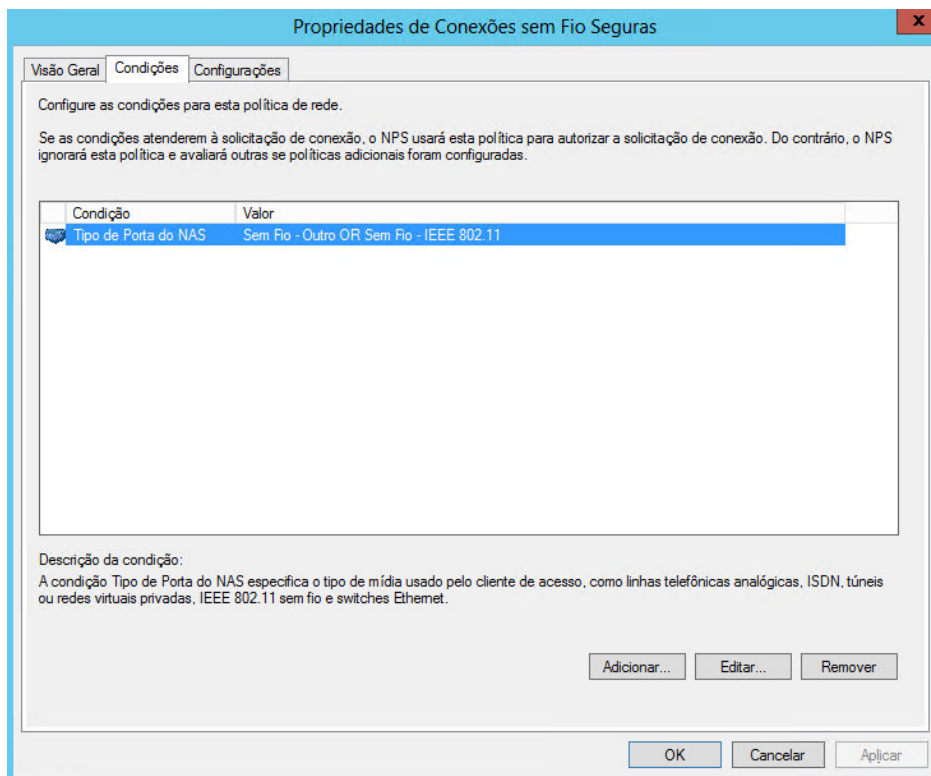 Propriedades de Conexões sem Fio Seguras
x
Visão Geral Condições Configurações
Configure as condições para esta política de rede.
Se as condições atenderem à solicitação de conexão, o NPS usará esta política para autorizar a solicitação de conexão. Do contrário, o NPS
ignorará esta política e avaliará outras se políticas adicionais foram configuradas.
Condição Valor
Tipo de Porta do NAS Sem Fio - Outro OR Sem Fio - IEEE 802.11
Descrição da condição:
A condição Tipo de Porta do NAS especifica o tipo de mídia usado pelo cliente de acesso, como linhas telefônicas analógicas, ISDN, túneis
ou redes virtuais privadas, IEEE 802.11 sem fio e switches Ethernet.
Adicionar... Editar... Remover
OK Cancelar Aplicar